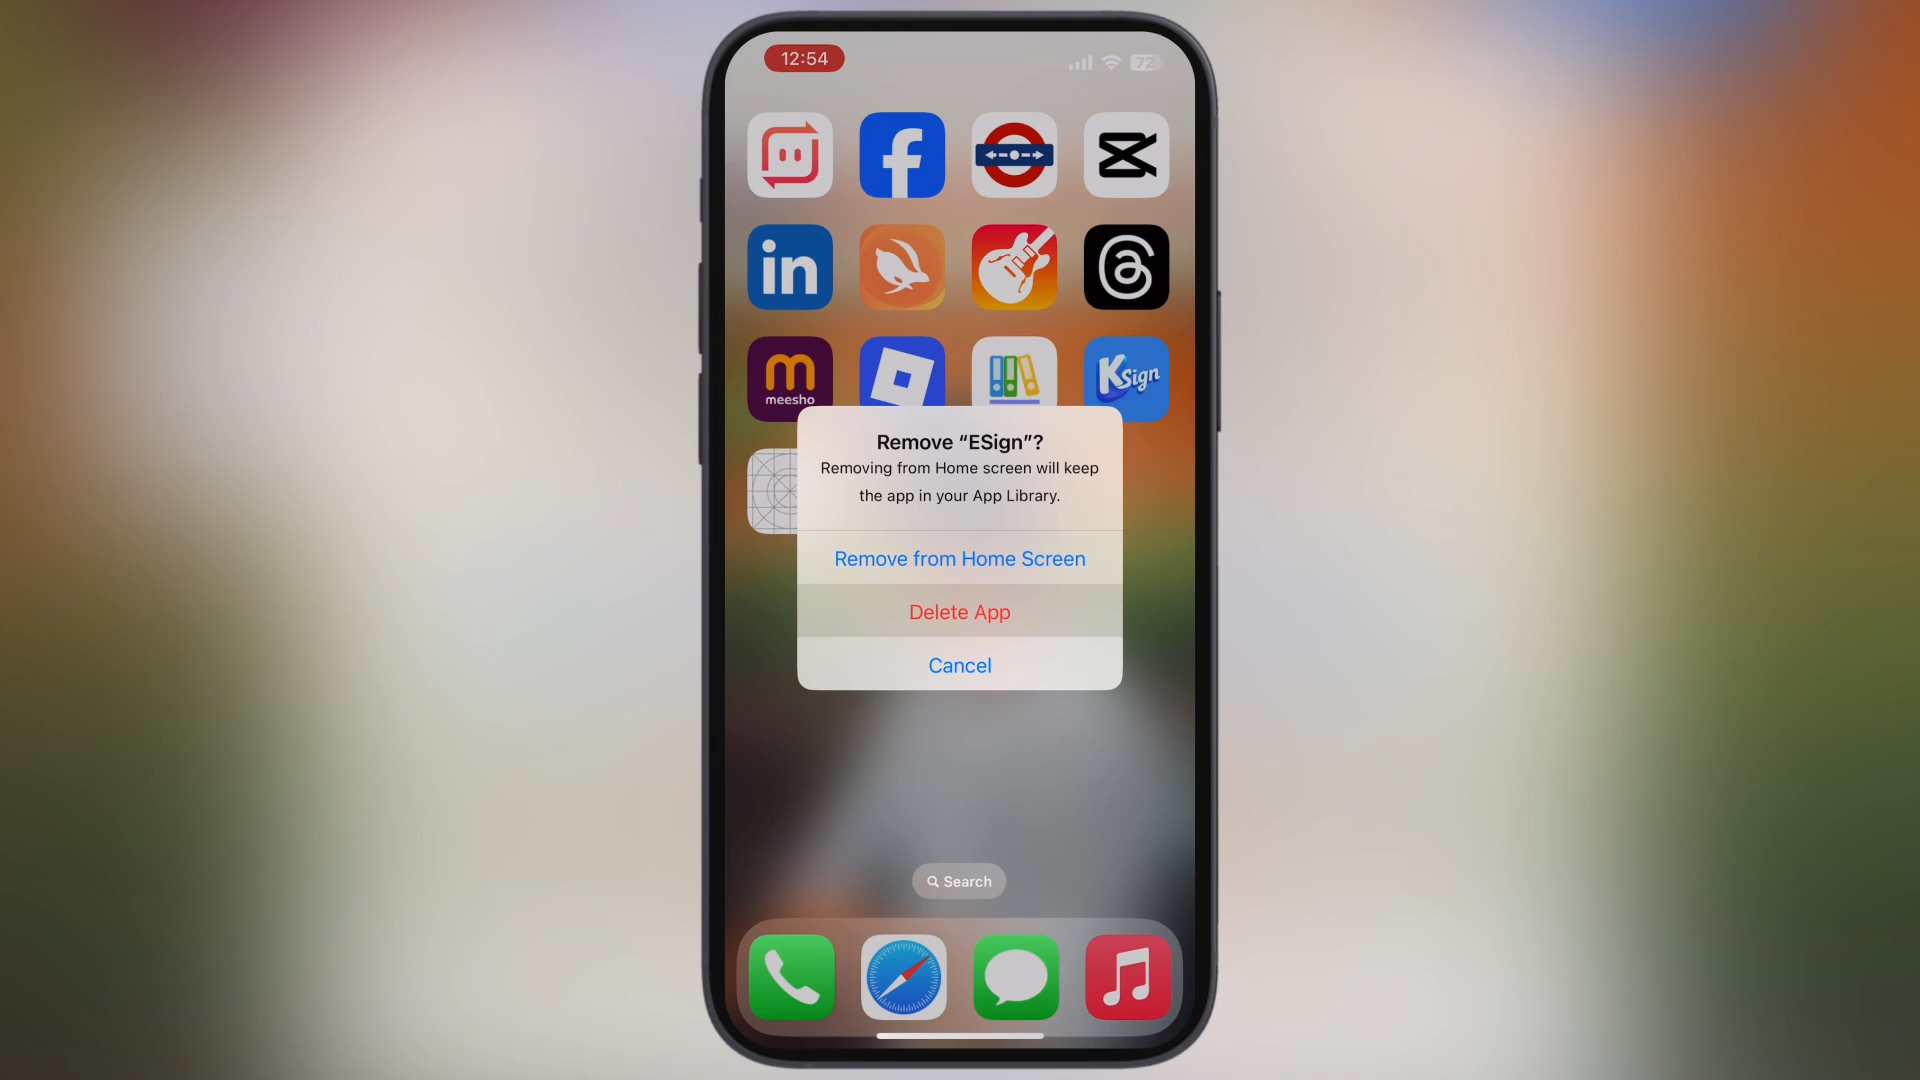 12:54
72
in
m
meesho
KSign
Remove “ESign”?
Removing from Home screen will keep
the app in your App Library.
Remove from Home Screen
Delete App
Cancel
Search